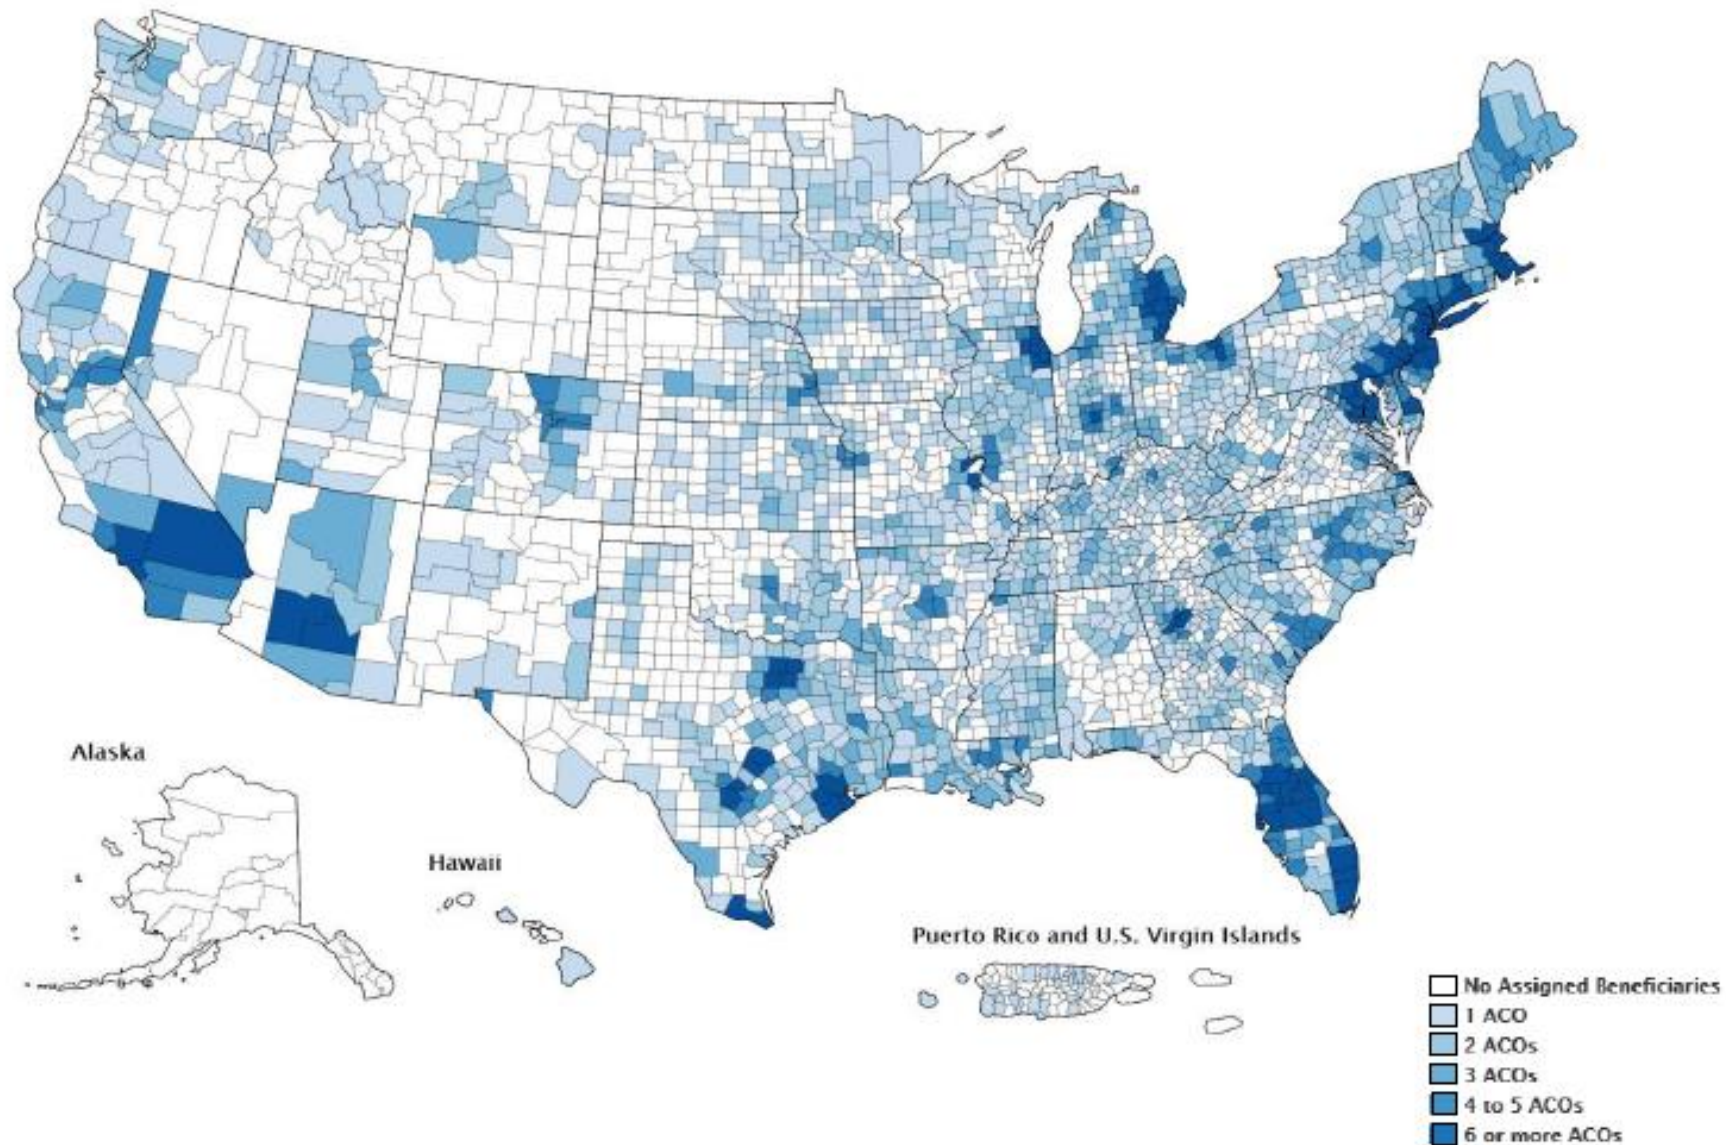 Alaska
Hawaii
Puerto Rico and U.S. Virgin Islands
No Assigned Beneficiaries
1 ACO
2 ACOs
3 ACOs
4 to 5 ACOs
6 or more ACOs